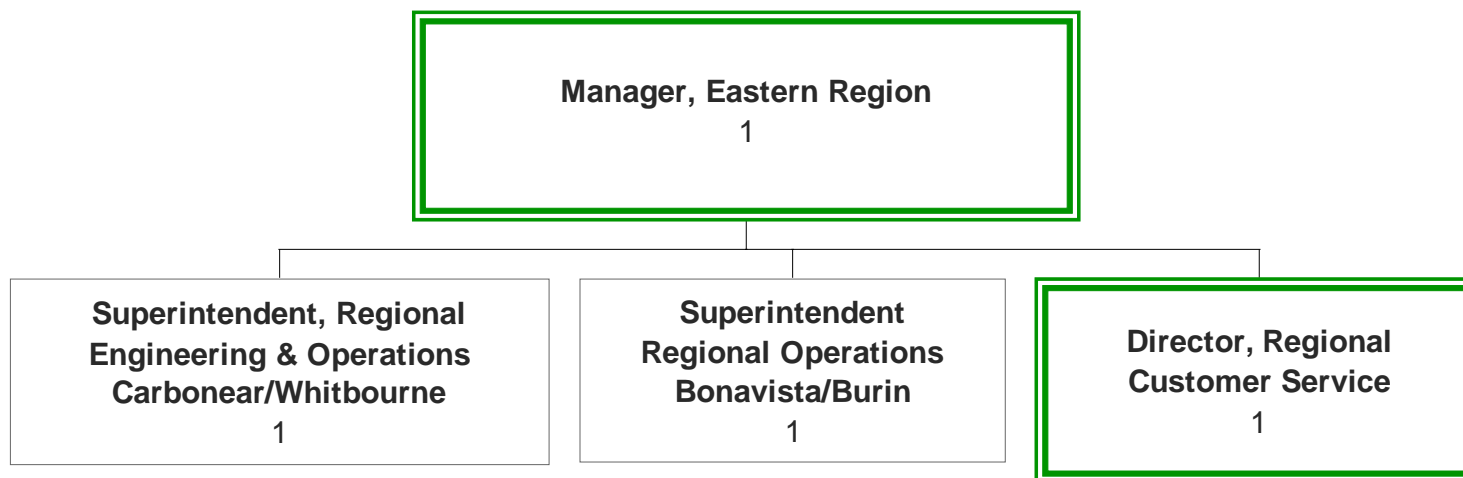 Manager, Eastern Region
1
Superintendent, Regional
Engineering & Operations
Carbonear/Whitbourne
1
Superintendent
Regional Operations
Bonavista/Burin
1
Director, Regional
Customer Service
1